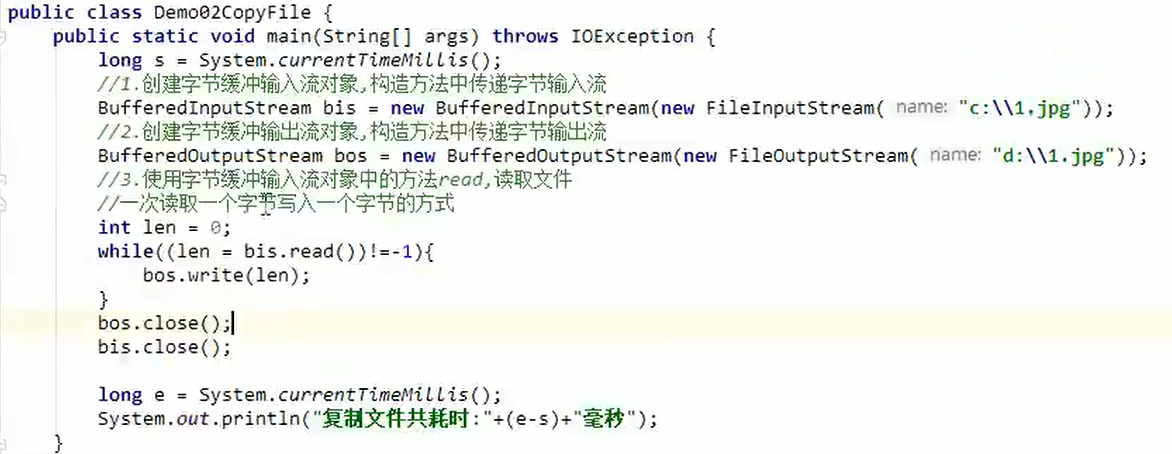 public class Demo02CopyFile {
public static void main(String[] args) throws IOException {
long s = System.currentTimeMillis();
//1.创建字节缓冲输入流对象,构造方法中传递字节输入流
BufferedInputStream bis = new BufferedInputStream(new FileInputStream( name: "c:\\1.jpg"));
//2.创建字节缓冲输出流对象,构造方法中传递字节输出流
BufferedOutputStream bos = new BufferedOutputStream(new FileOutputStream( name: "d:\\1.jpg"));
//3.使用字节缓冲输入流对象中的方法read,读取文件
//一次读取一个字节写入一个字节的方式
int len = 0;
while((len = bis.read())!=-1){
bos.write(len);
}
bos.close();
bis.close();
long e = System.currentTimeMillis();
System.out.println("复制文件共耗时:"+(e-s)+"毫秒");
}